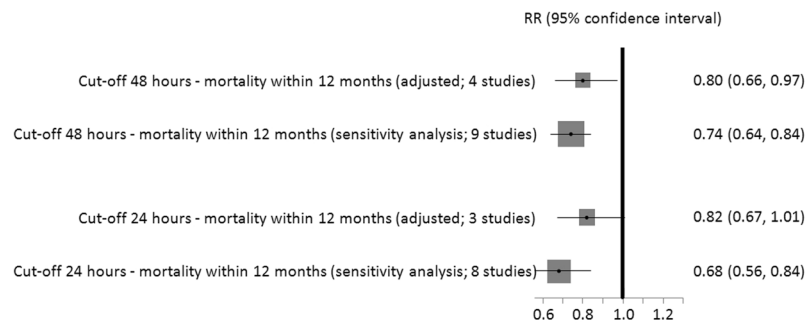 RR (95% confidence interval)
Cut-off 48 hours - mortality within 12 months (adjusted; 4 studies) 0.80 (0.66, 0.97)
Cut-off 48 hours - mortality within 12 months (sensitivity analysis; 9 studies) 0.74 (0.64, 0.84)
Cut-off 24 hours - mortality within 12 months (adjusted; 3 studies) 0.82 (0.67, 1.01)
Cut-off 24 hours - mortality within 12 months (sensitivity analysis; 8 studies) 0.68 (0.56, 0.84)
0.6 0.8 1.0 1.2